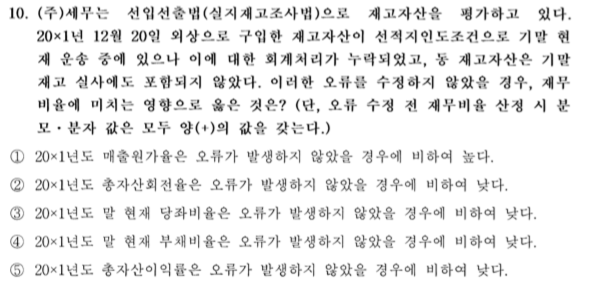 10. (주)세무는 선입선출법(실지재고조사법)으로 재고자산을 평가하고 있다.
20×1년 12월 20일 외상으로 구입한 재고자산이 선적지인도조건으로 기말 현
재 운송 중에 있으나 이에 대한 회계처리가 누락되었고, 동 재고자산은 기말
재고 실사에도 포함되지 않았다. 이러한 오류를 수정하지 않았을 경우, 재무
비율에 미치는 영향으로 옳은 것은? (단, 오류 수정 전 재무비율 산정 시 분
모・분자 값은 모두 양(+)의 값을 갖는다.)
① 20×1년도 매출원가율은 오류가 발생하지 않았을 경우에 비하여 높다.
② 20×1년도 총자산회전율은 오류가 발생하지 않았을 경우에 비하여 낮다.
③ 20×1년도 말 현재 당좌비율은 오류가 발생하지 않았을 경우에 비하여 낮다.
④ 20×1년도 말 현재 부채비율은 오류가 발생하지 않았을 경우에 비하여 낮다.
⑤ 20×1년도 총자산이익률은 오류가 발생하지 않았을 경우에 비하여 낮다.